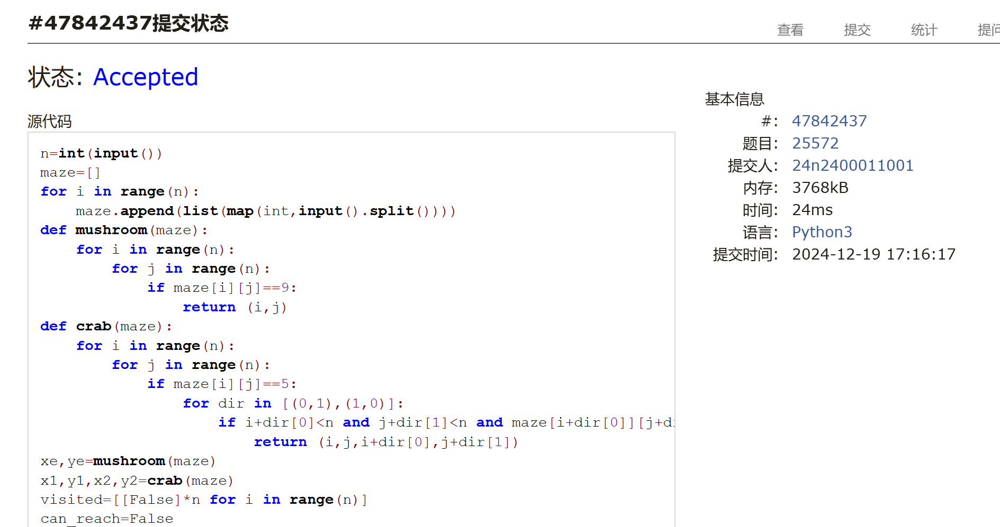 #47842437提交状态
查看 提交 统计 提问
状态: Accepted
源代码
n=int(input())
maze=[]
for i in range(n):
    maze.append(list(map(int,input().split())))
def mushroom(maze):
    for i in range(n):
        for j in range(n):
            if maze[i][j]==9:
                return (i,j)
def crab(maze):
    for i in range(n):
        for j in range(n):
            if maze[i][j]==5:
                for dir in [(0,1),(1,0)]:
                    if i+dir[0]<n and j+dir[1]<n and maze[i+dir[0]][j+di
                        return (i,j,i+dir[0],j+dir[1])
xe,ye=mushroom(maze)
x1,y1,x2,y2=crab(maze)
visited=[[False]*n for i in range(n)]
can_reach=False
基本信息
#: 47842437
题目: 25572
提交人: 24n2400011001
内存: 3768kB
时间: 24ms
语言: Python3
提交时间: 2024-12-19 17:16:17